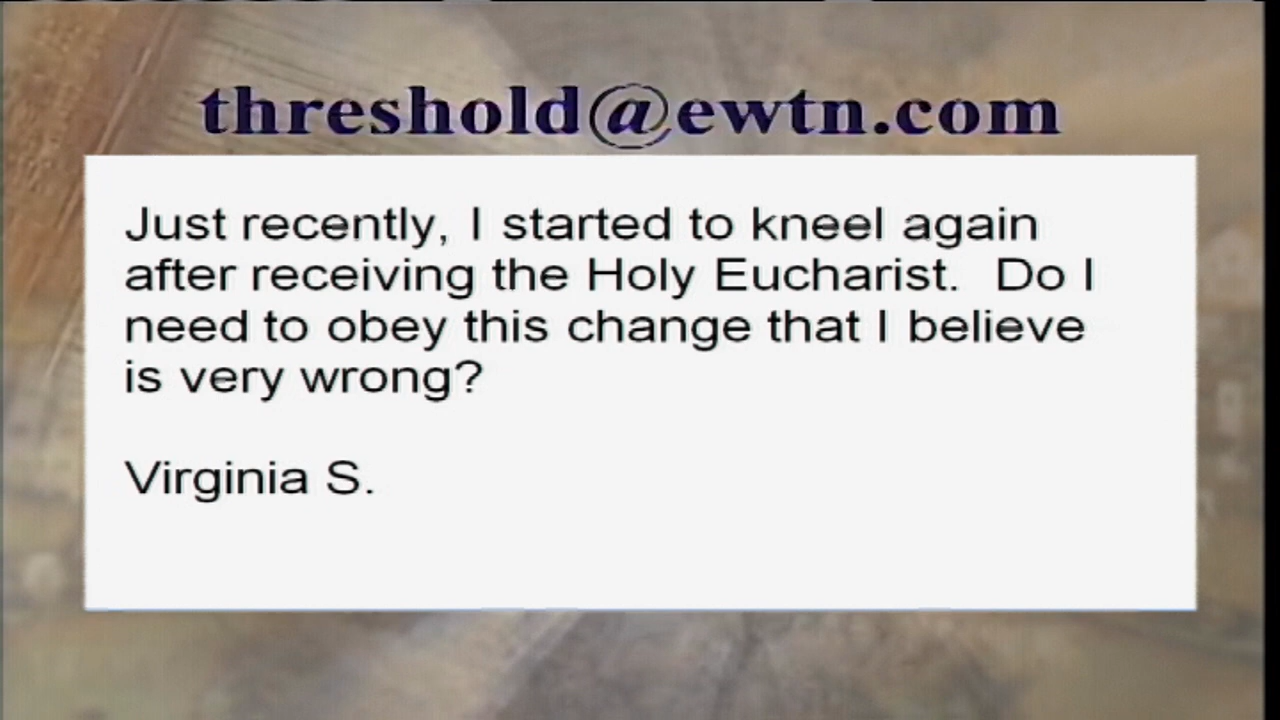 threshold@ewtn.com
Just recently, I started to kneel again
after receiving the Holy Eucharist.  Do I
need to obey this change that I believe
is very wrong?
Virginia S.